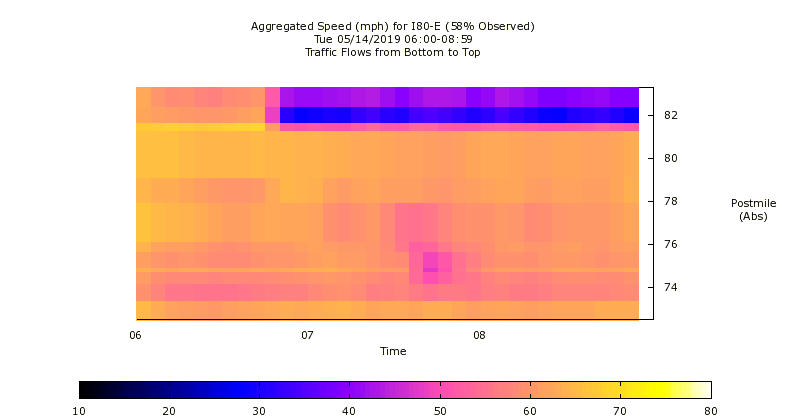 Aggregated Speed (mph) for I80-E (58% Observed)
Tue 05/14/2019 06:00-08:59
Traffic Flows from Bottom to Top
82
80
78
Postmile
(Abs)
76
74
06 07 08
Time
10 20 30 40 50 60 70 80